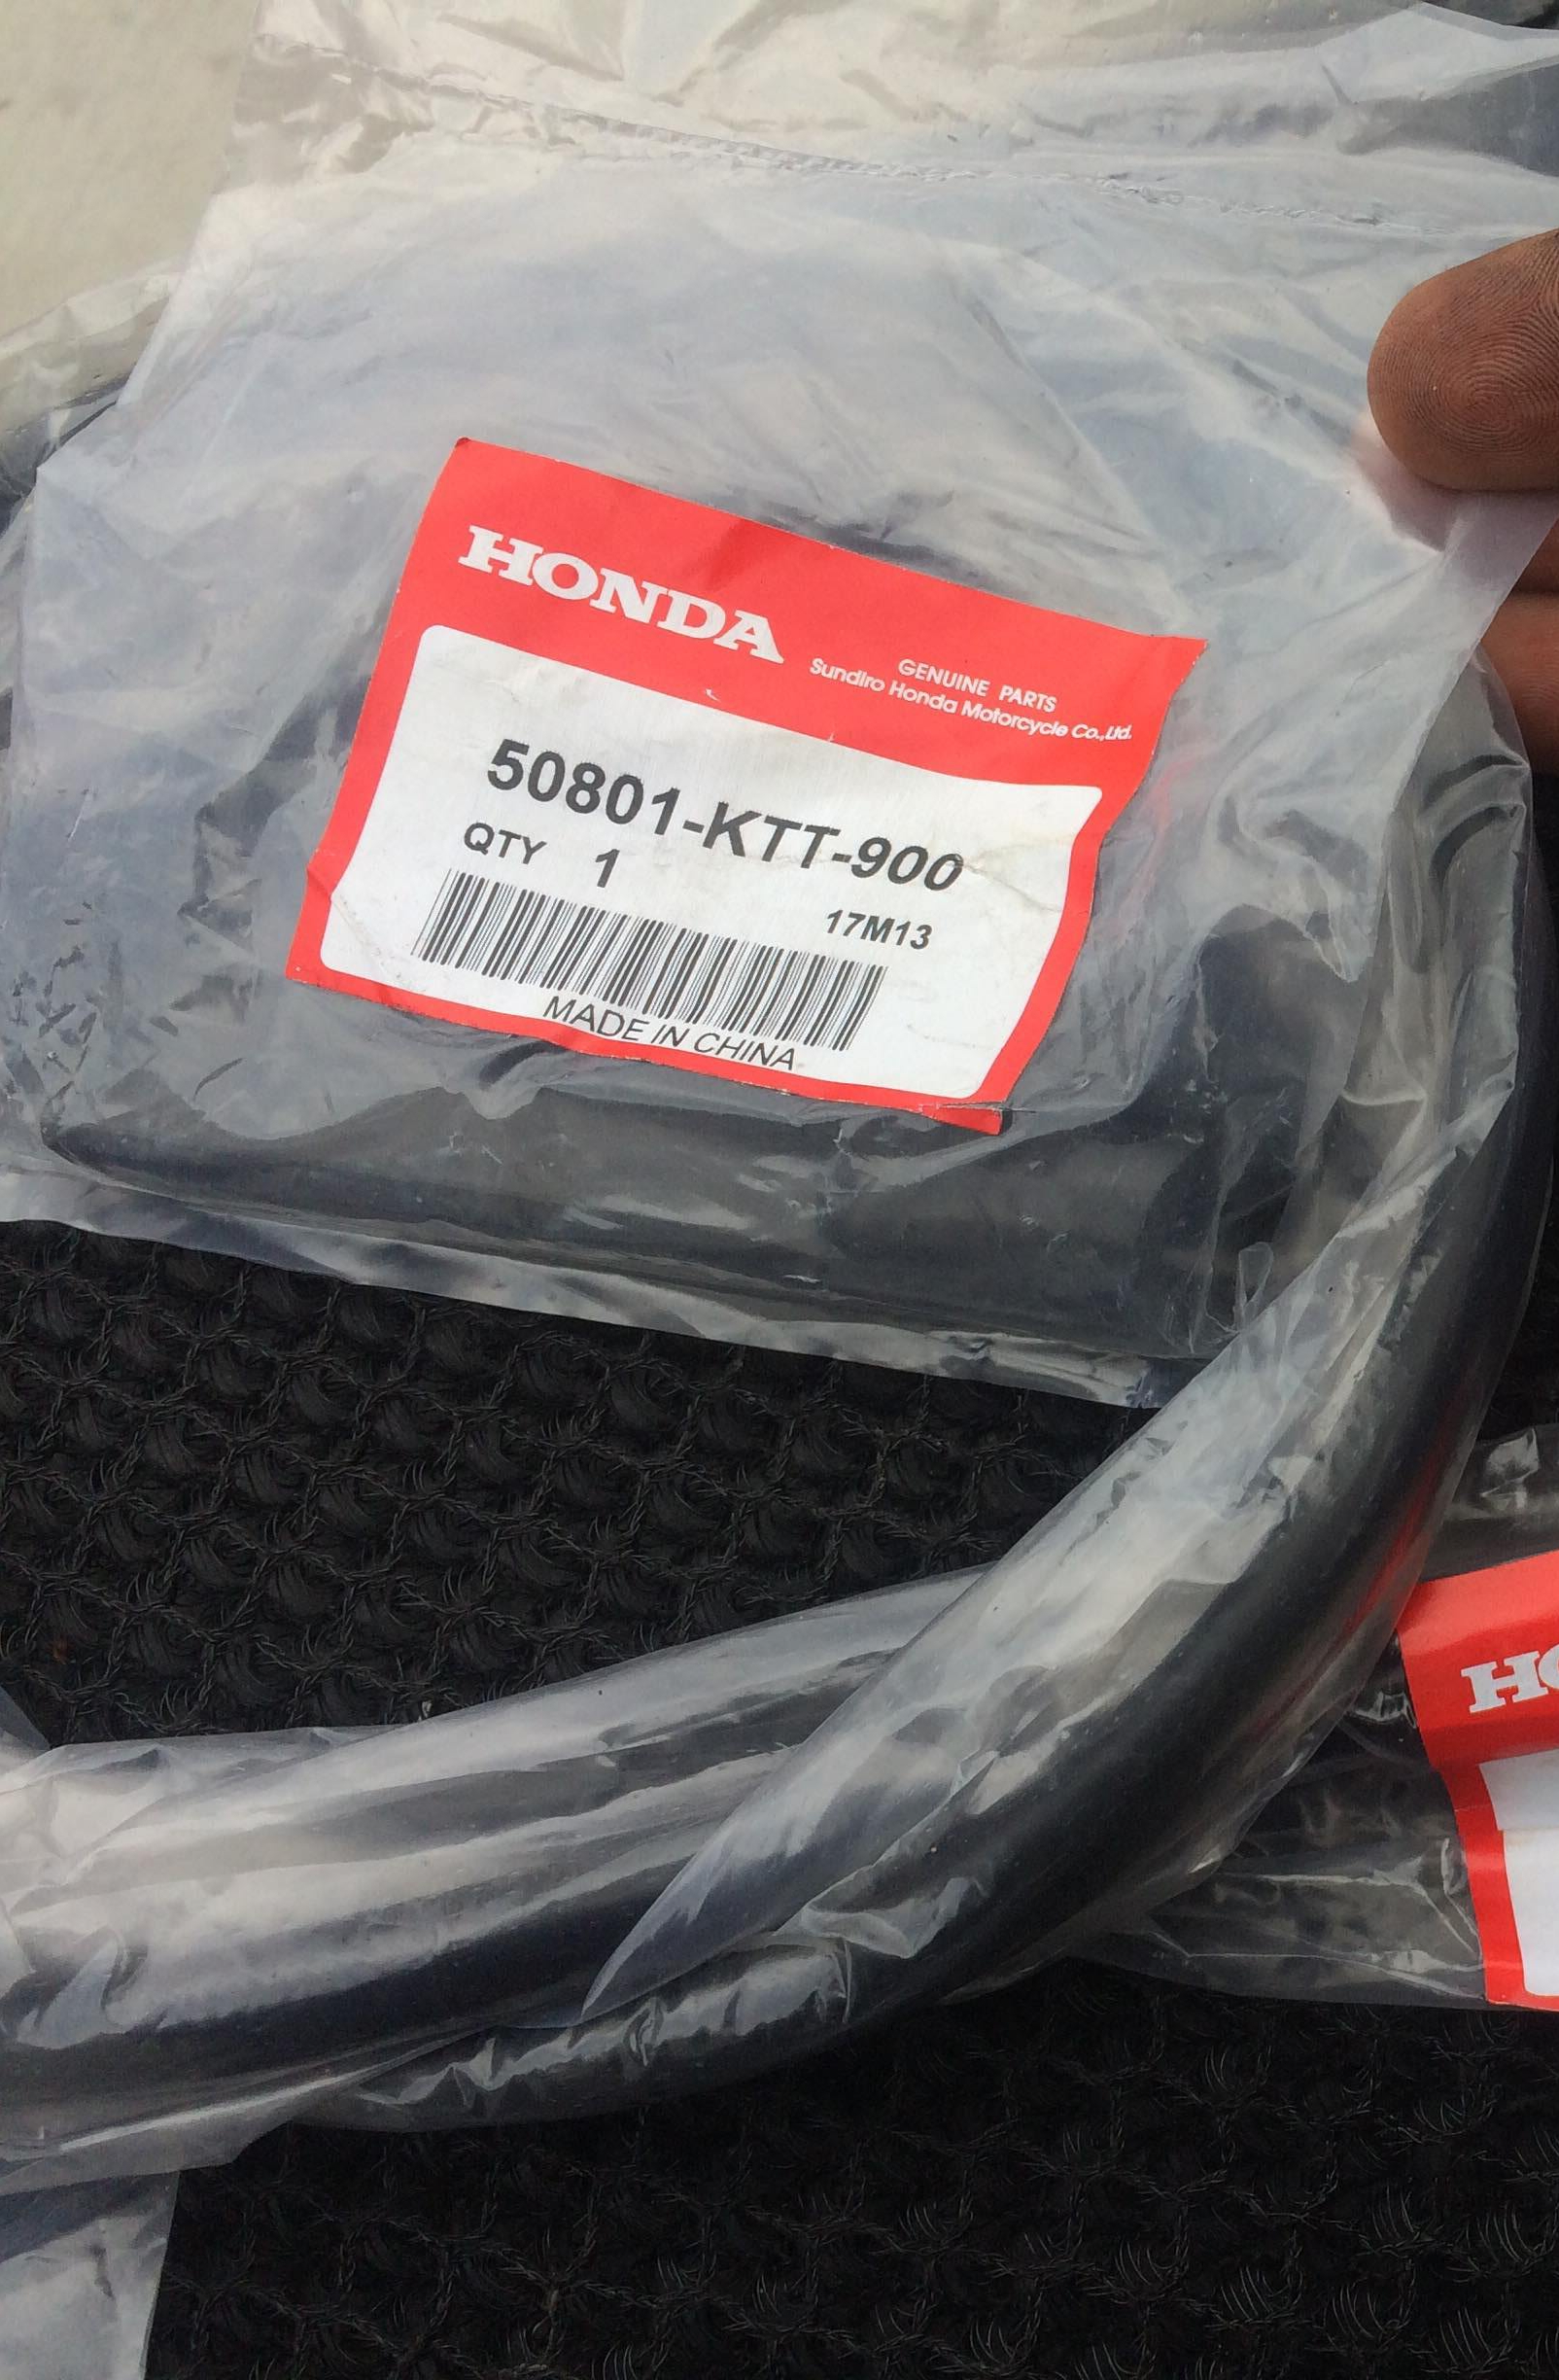 HONDA
GENUINE PARTS
Sundiro Honda Motorcycle Co.,Ltd.
50801-KTT-900
QTY 1
17M13
MADE IN CHINA
HO